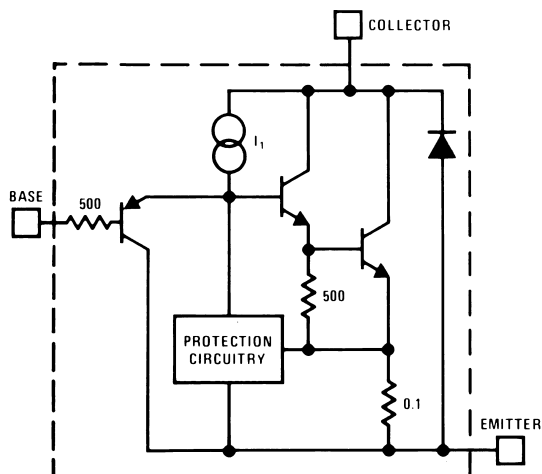 COLLECTOR
I₁
BASE
500
500
PROTECTION
CIRCUITRY
0.1
EMITTER